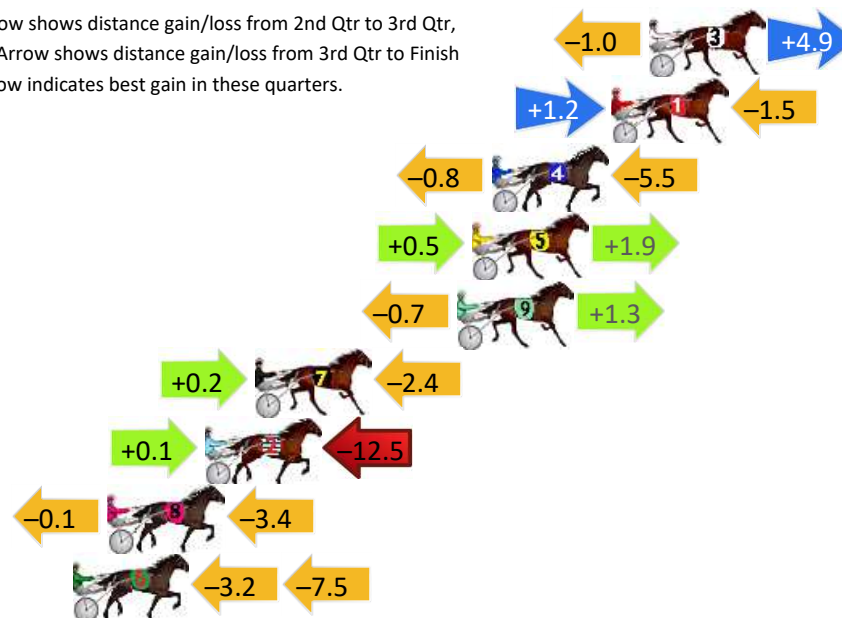 ow shows distance gain/loss from 2nd Qtr to 3rd Qtr,
Arrow shows distance gain/loss from 3rd Qtr to Finish
ow indicates best gain in these quarters.
–1.0 3 +4.9
+1.2 1 –1.5
–0.8 4 –5.5
+0.5 5 +1.9
–0.7 9 +1.3
+0.2 7 –2.4
+0.1 2 –12.5
–0.1 8 –3.4
6 –3.2 –7.5